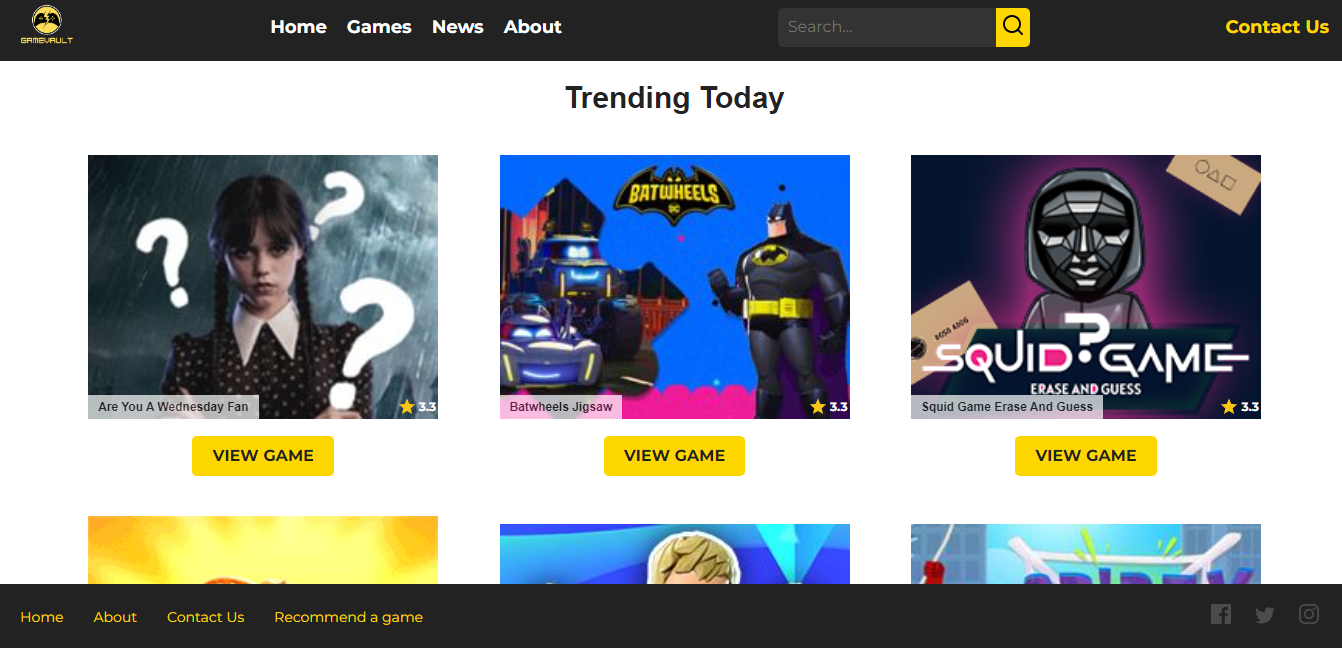 GAMEVAULT
Home Games News About
Search...
Contact Us
Trending Today
BATWHEELS
DC
SQUID GAME
ERASE AND GUESS
Are You A Wednesday Fan 3.3
Batwheels Jigsaw 3.3
Squid Game Erase And Guess 3.3
VIEW GAME
VIEW GAME
VIEW GAME
Home About Contact Us Recommend a game